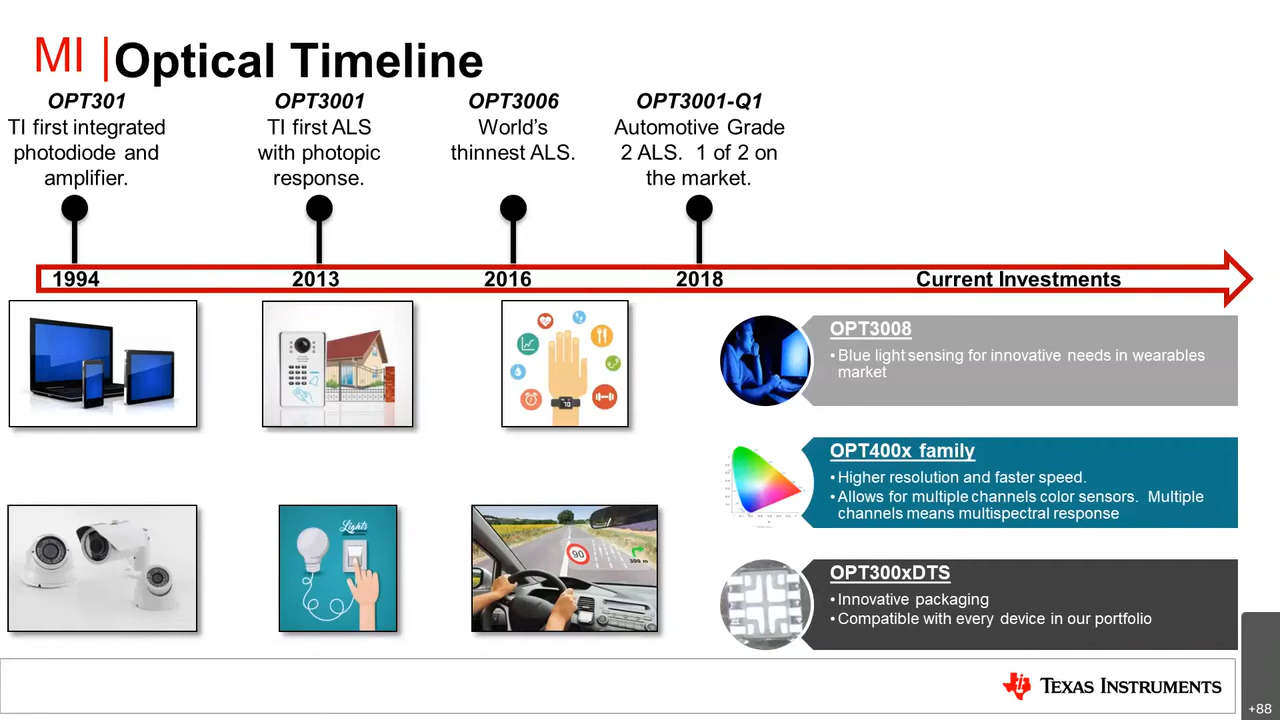 MI |Optical Timeline
OPT301
TI first integrated
photodiode and
amplifier.
OPT3001
TI first ALS
with photopic
response.
OPT3006
World's
thinnest ALS.
OPT3001-Q1
Automotive Grade
2 ALS.  1 of 2 on
the market.
1994
2013
2016
2018
Current Investments
OPT3008
•Blue light sensing for innovative needs in wearables
market
70
OPT400x family
•Higher resolution and faster speed.
•Allows for multiple channels color sensors.  Multiple
channels means multispectral response
Lights
90
300 m
OPT300xDTS
•Innovative packaging
•Compatible with every device in our portfolio
TEXAS INSTRUMENTS
+88